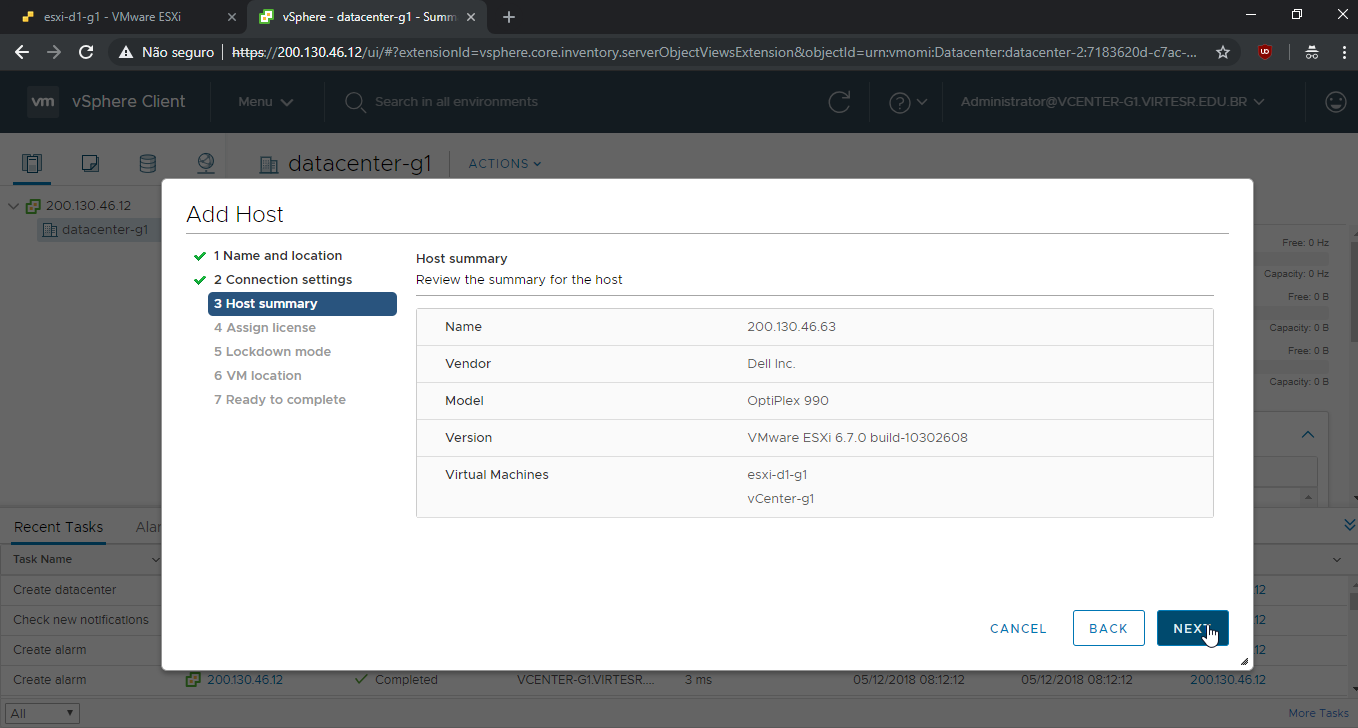 esxi-d1-g1 - VMware ESXi
vSphere - datacenter-g1 - Summ
Não seguro
https://200.130.46.12/ui/#?extensionId=vsphere.core.inventory.serverObjectViewsExtension&objectId=urn:vmomi:Datacenter:datacenter-2:7183620d-c7ac-...
vm vSphere Client Menu Search in all environments Administrator@VCENTER-G1.VIRTESR.EDU.BR
datacenter-g1 ACTIONS
200.130.46.12
datacenter-g1
Free: 0 Hz
Capacity: 0 Hz
Free: 0 B
Capacity: 0 B
Free: 0 B
Capacity: 0 B
Add Host
1 Name and location
2 Connection settings
3 Host summary
4 Assign license
5 Lockdown mode
6 VM location
7 Ready to complete
Host summary
Review the summary for the host
Name 200.130.46.63
Vendor Dell Inc.
Model OptiPlex 990
Version VMware ESXi 6.7.0 build-10302608
Virtual Machines esxi-d1-g1
vCenter-g1
CANCEL BACK NEXT
Recent Tasks Alar
Task Name
Create datacenter 12
Check new notifications 12
Create alarm 12
Create alarm 200.130.46.12 Completed VCENTER-G1.VIRTESR.... 3 ms 05/12/2018 08:12:12 05/12/2018 08:12:12 200.130.46.12
All More Tasks